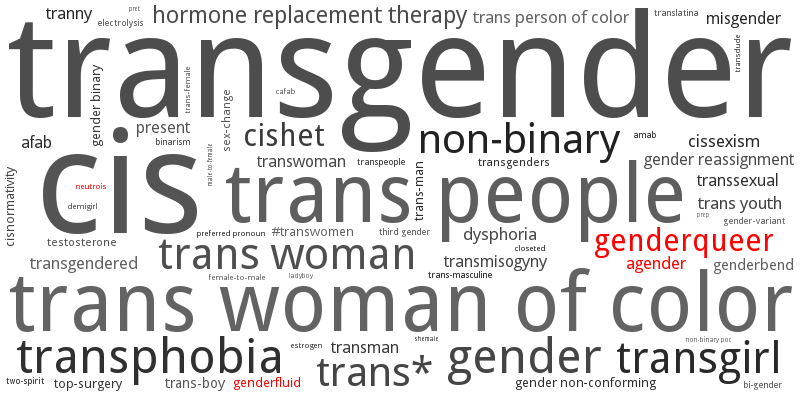 tranny
pret
electrolysis
hormone replacement therapy
trans person of color
translatina
misgender
transgender
transdude
gender binary
trans-female
cafab
sex-change
present
binarism
afab
cishet
non-binary
amab
cissexism
male-to-female
transwoman
transpeople
transgenders
gender reassignment
cisnormativity
neutrois
demigirl
cis
trans people
trans-man
transsexual
trans youth
prep
gender-variant
preferred pronoun
#transwomen
third gender
dysphoria
genderqueer
testosterone
trans woman
closeted
transgendered
transmisogyny
agender
genderbend
female-to-male
ladyboy
trans-masculine
trans woman of color
transphobia
estrogen
transman
shemale
gender
non-binary poc
transgirl
two-spirit
top-surgery
trans-boy
genderfluid
trans*
gender non-conforming
bi-gender